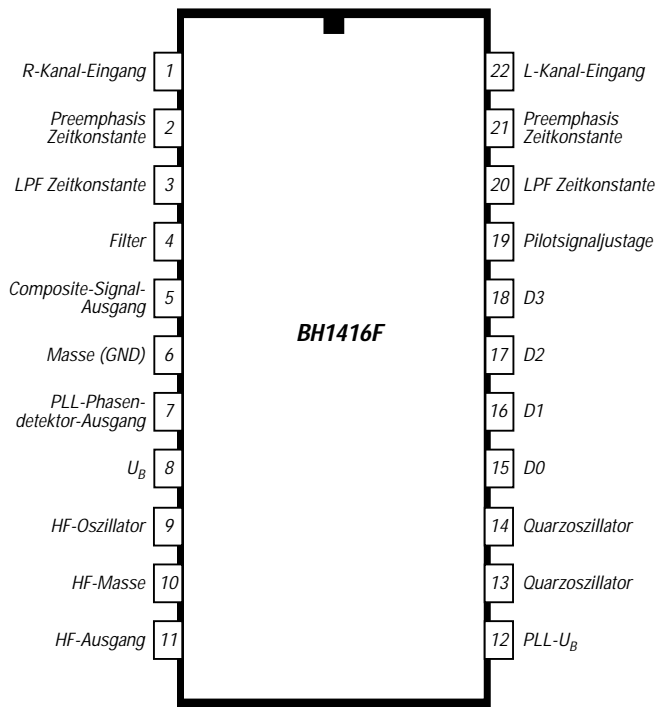 R-Kanal-Eingang 1
22 L-Kanal-Eingang
Preemphasis
Zeitkonstante 2
21 Preemphasis
Zeitkonstante
LPF Zeitkonstante 3
20 LPF Zeitkonstante
Filter 4
19 Pilotsignaljustage
Composite-Signal-
Ausgang 5
18 D3
BH1416F
Masse (GND) 6
17 D2
PLL-Phasen-
detektor-Ausgang 7
16 D1
UB 8
15 D0
HF-Oszillator 9
14 Quarzoszillator
HF-Masse 10
13 Quarzoszillator
HF-Ausgang 11
12 PLL-UB